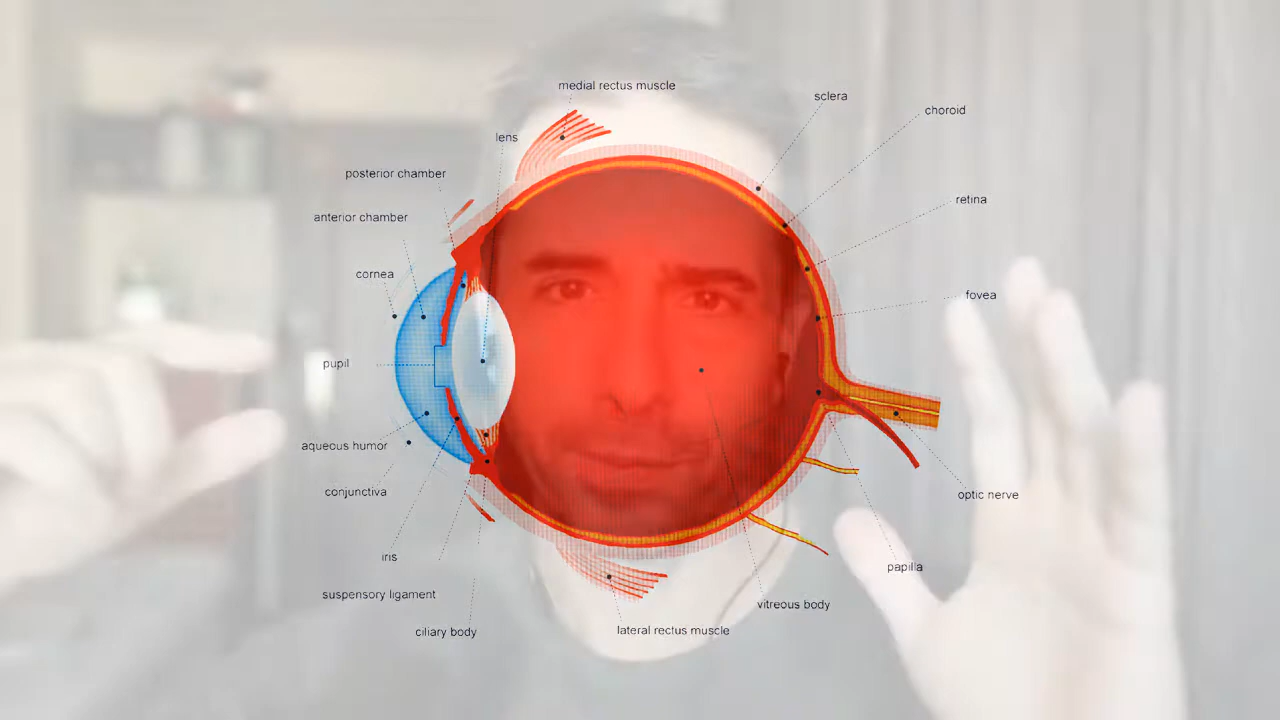 medial rectus muscle
sclera
choroid
lens
posterior chamber
retina
anterior chamber
cornea
fovea
pupil
aqueous humor
conjunctiva
optic nerve
iris
papilla
suspensory ligament
vitreous body
ciliary body
lateral rectus muscle